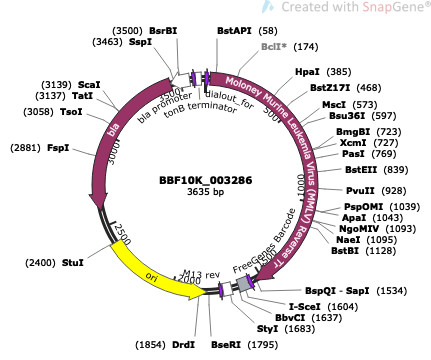 Created with SnapGene®
(3500) BsrBI
(3463) SspI
BstAPI (58)
BclI* (174)
HpaI (385)
BstZ17I (468)
MscI (573)
Bsu36I (597)
BmgBI (723)
XcmI (727)
PasI (769)
BstEII (839)
PvuII (928)
PspOMI (1039)
ApaI (1043)
NgoMIV (1093)
NaeI (1095)
BstBI (1128)
BspQI - SapI (1534)
I-SceI (1604)
BbvCI (1637)
StyI (1683)
BseRI (1795)
(1854) DrdI
(2400) StuI
(2881) FspI
(3058) TsoI
(3137) TatI
(3139) ScaI
bla promoter
tonB terminator
dialout_for
Moloney Murine Leukemia Virus (MMLV) Reverse Tr
FreeGenes Barcode
M13 rev
ori
bla
500
1000
1500
2000
2500
3000
3500
BBF10K_003286
3635 bp